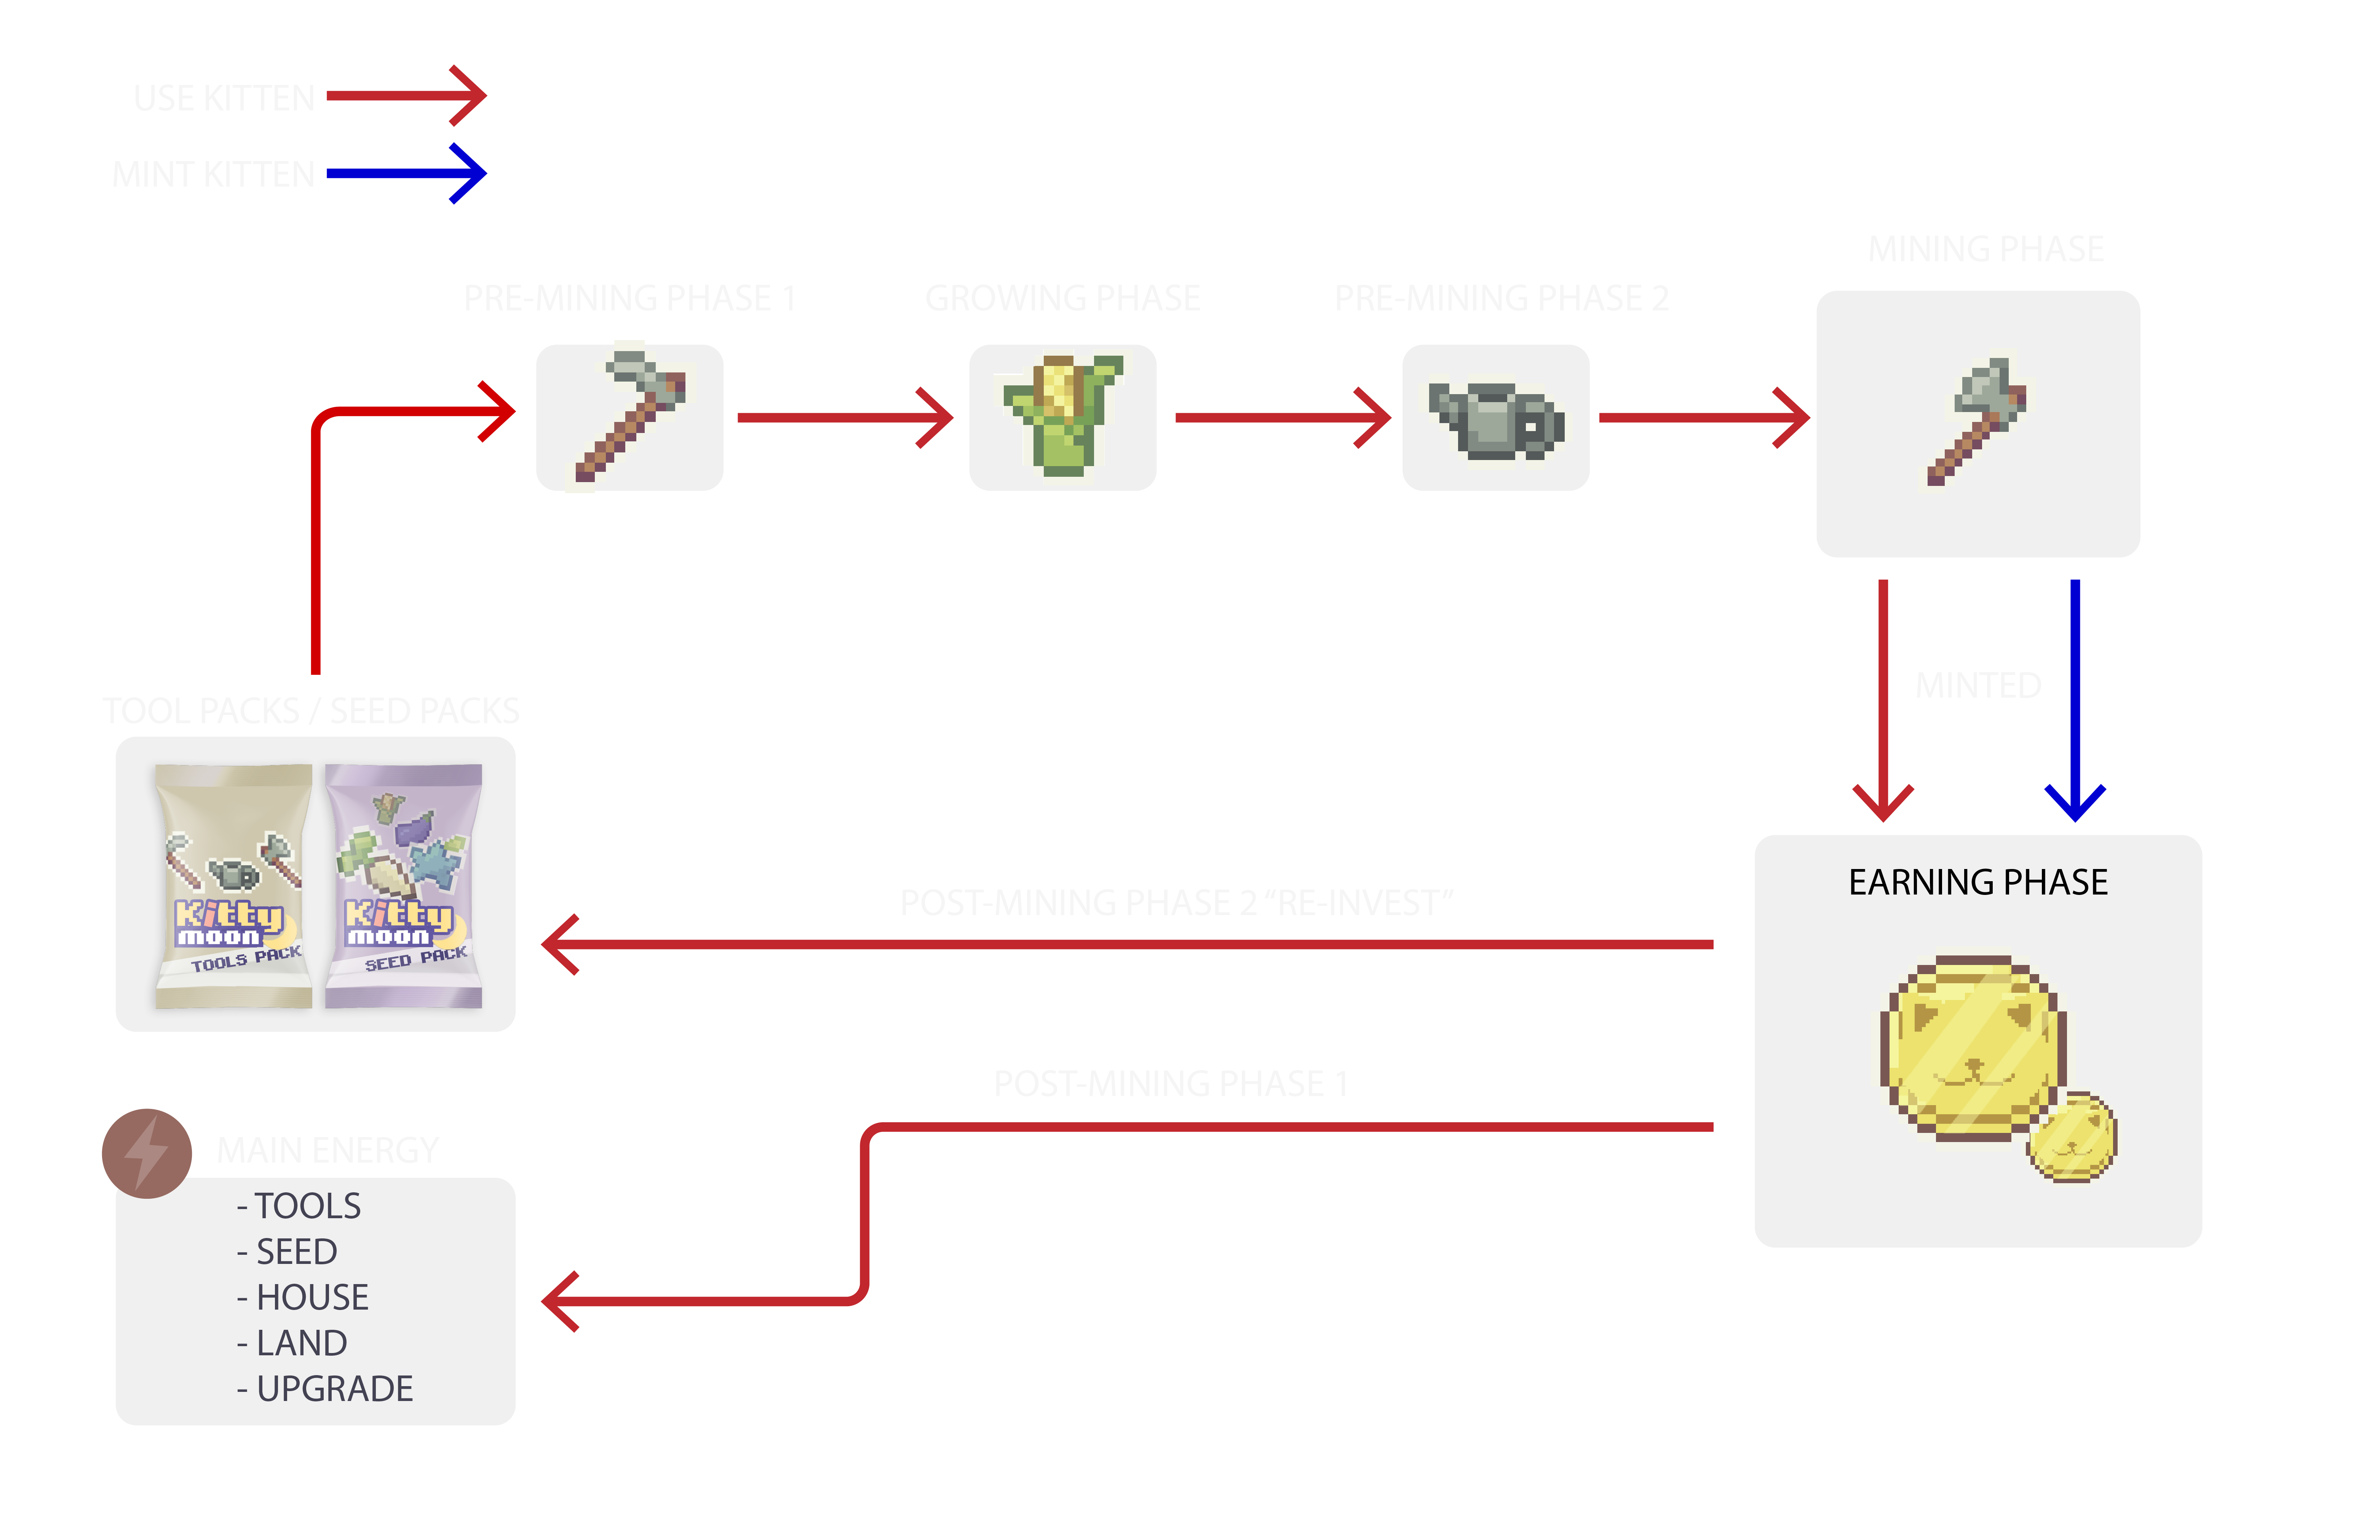 USE KITTEN
MINT KITTEN
MINING PHASE
PRE-MINING PHASE 1
GROWING PHASE
PRE-MINING PHASE 2
MINTED
TOOL PACKS / SEED PACKS
Kitty
moon
TOOLS PACK
Kitty
moon
SEED PACK
EARNING PHASE
POST-MINING PHASE 2 “RE-INVEST”
POST-MINING PHASE 1
MAIN ENERGY
- TOOLS
- SEED
- HOUSE
- LAND
- UPGRADE